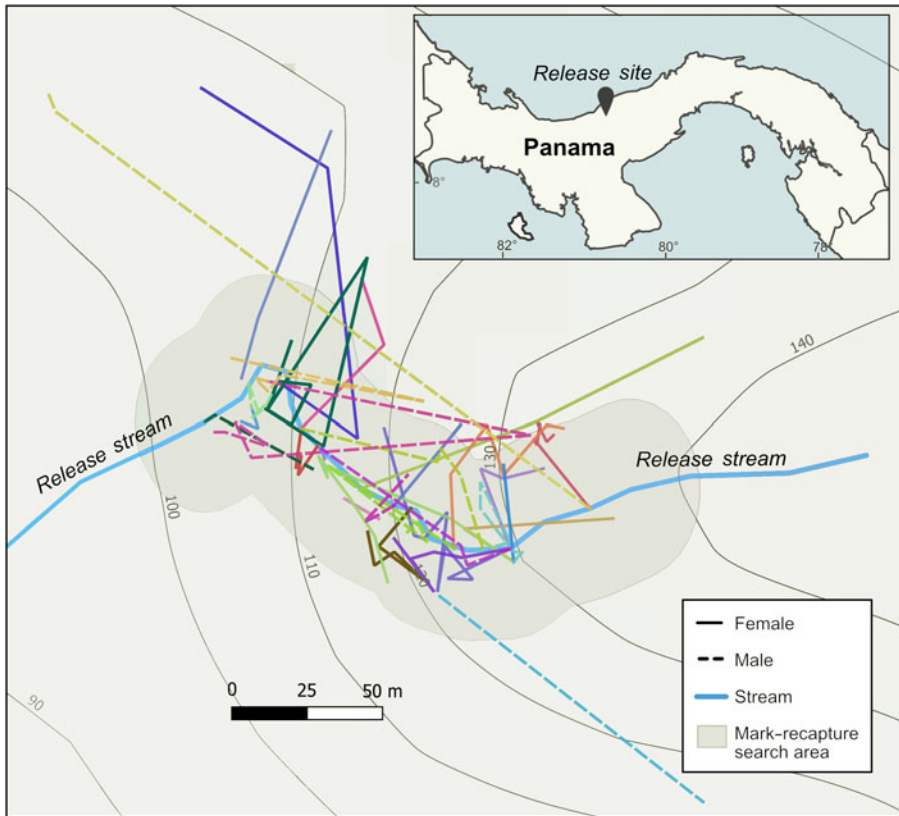 Release site
Panama
8°
82°
80°
78°
140
130
Release stream
Release stream
100
110
120
90
0 25 50 m
Female
Male
Stream
Mark–recapture
search area